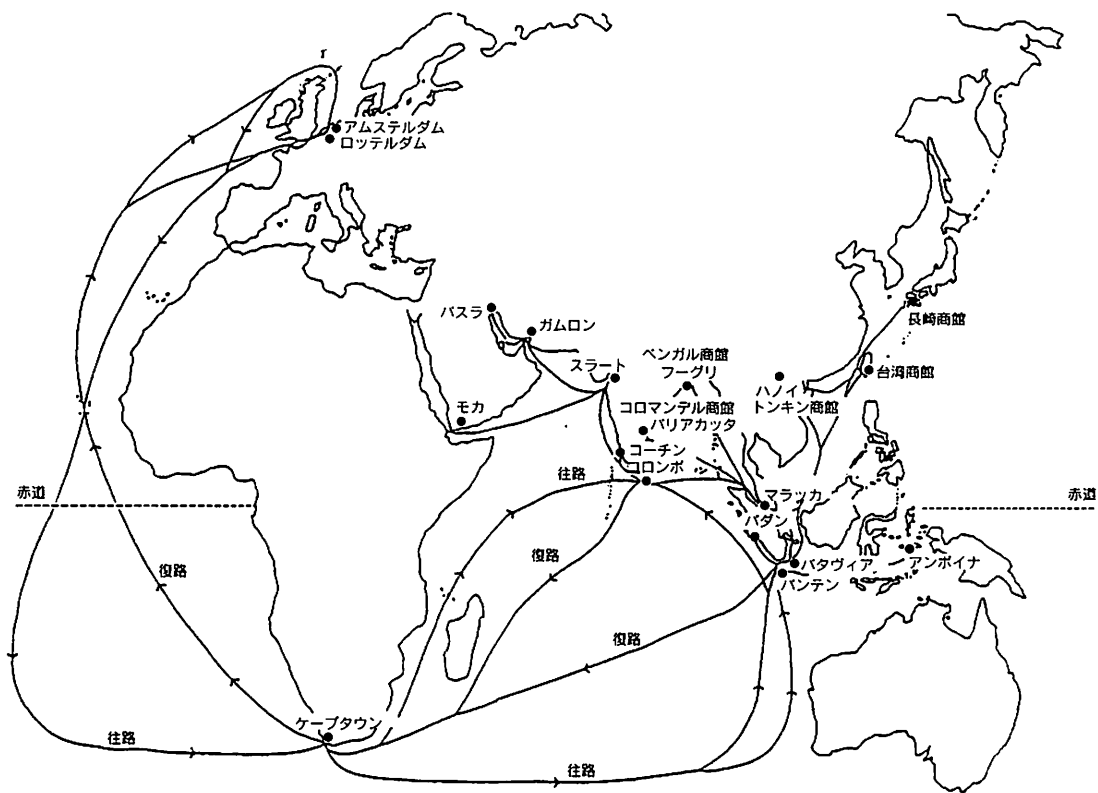 r
アムステルダム
ロッテルダム
バスラ
ガムロン
長崎商館
スラート
ベンガル商館
フーグリ
台湾商館
ハノイ
トンキン商館
モカ
コロマンデル商館
パリアカッタ
コーチン
コロンボ
往路
赤道
マラッカ
赤道
パダン
復路
バタヴィア
アンボイナ
バンテン
復路
復路
ケープタウン
往路
往路